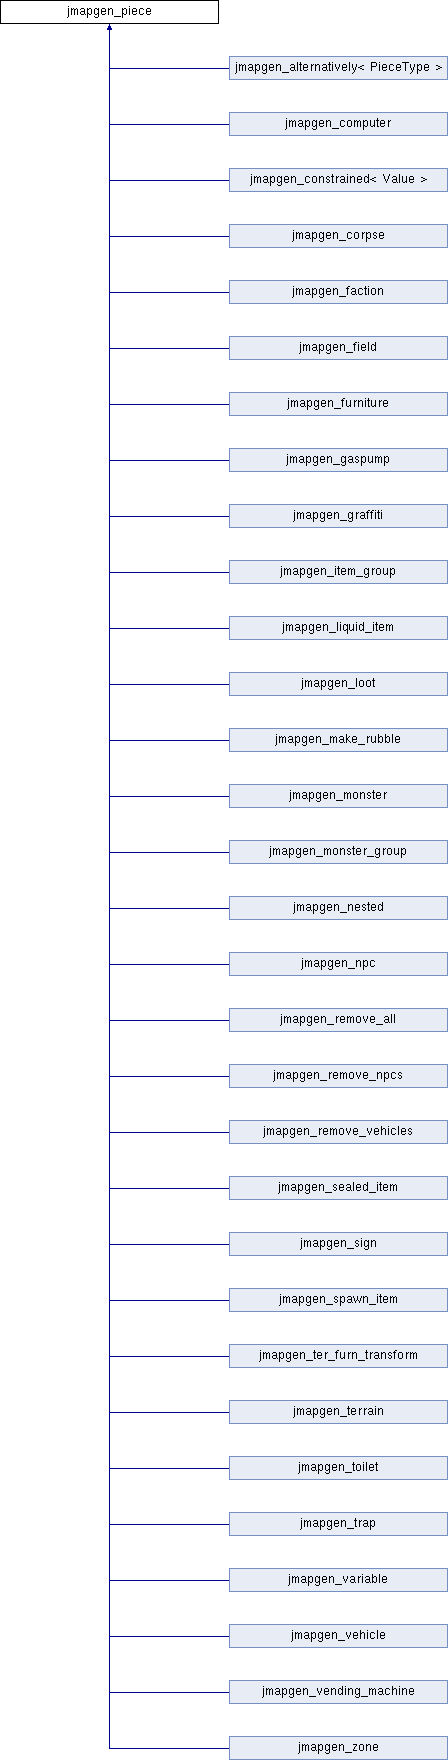 jmapgen_piece
jmapgen_alternatively< PieceType >
jmapgen_computer
jmapgen_constrained< Value >
jmapgen_corpse
jmapgen_faction
jmapgen_field
jmapgen_furniture
jmapgen_gaspump
jmapgen_graffiti
jmapgen_item_group
jmapgen_liquid_item
jmapgen_loot
jmapgen_make_rubble
jmapgen_monster
jmapgen_monster_group
jmapgen_nested
jmapgen_npc
jmapgen_remove_all
jmapgen_remove_npcs
jmapgen_remove_vehicles
jmapgen_sealed_item
jmapgen_sign
jmapgen_spawn_item
jmapgen_ter_furn_transform
jmapgen_terrain
jmapgen_toilet
jmapgen_trap
jmapgen_variable
jmapgen_vehicle
jmapgen_vending_machine
jmapgen_zone